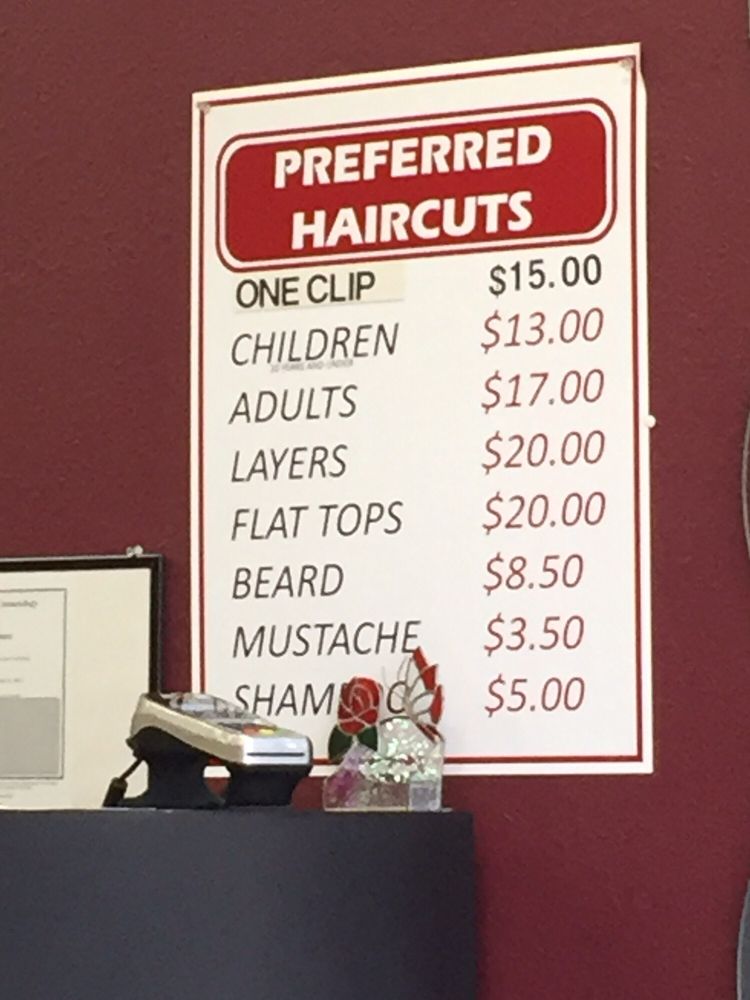 PREFERRED
HAIRCUTS
ONE CLIP $15.00
CHILDREN $13.00
ADULTS $17.00
LAYERS $20.00
FLAT TOPS $20.00
BEARD $8.50
MUSTACHE $3.50
$5.00